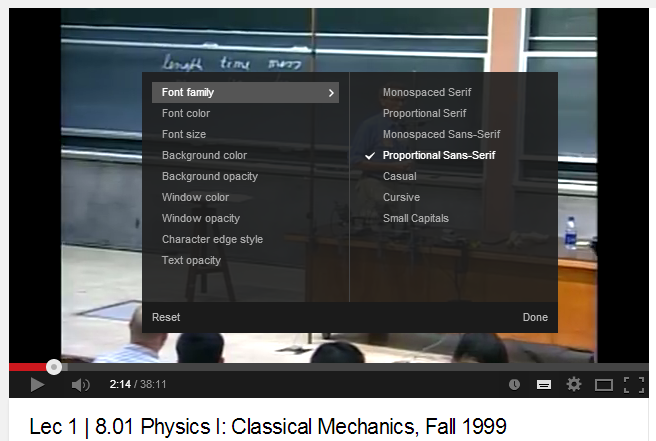 length time mass
Font family
Font color
Font size
Background color
Background opacity
Window color
Window opacity
Character edge style
Text opacity
Monospaced Serif
Proportional Serif
Monospaced Sans-Serif
Proportional Sans-Serif
Casual
Cursive
Small Capitals
Reset
Done
2:14 / 38:11
Lec 1 | 8.01 Physics I: Classical Mechanics, Fall 1999